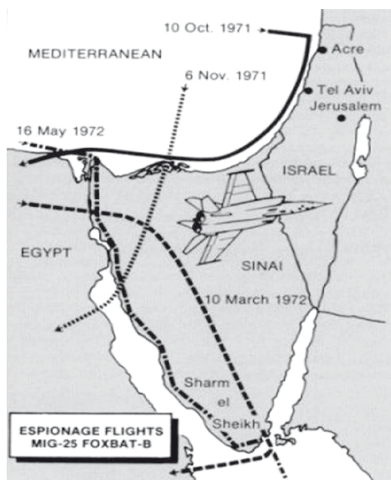 10 Oct. 1971
MEDITERRANEAN
Acre
6 Nov. 1971
Tel Aviv
Jerusalem
16 May 1972
ISRAEL
EGYPT
SINAI
10 March 1972
Sharm
el
Sheikh
ESPIONAGE FLIGHTS
MIG-25 FOXBAT-B